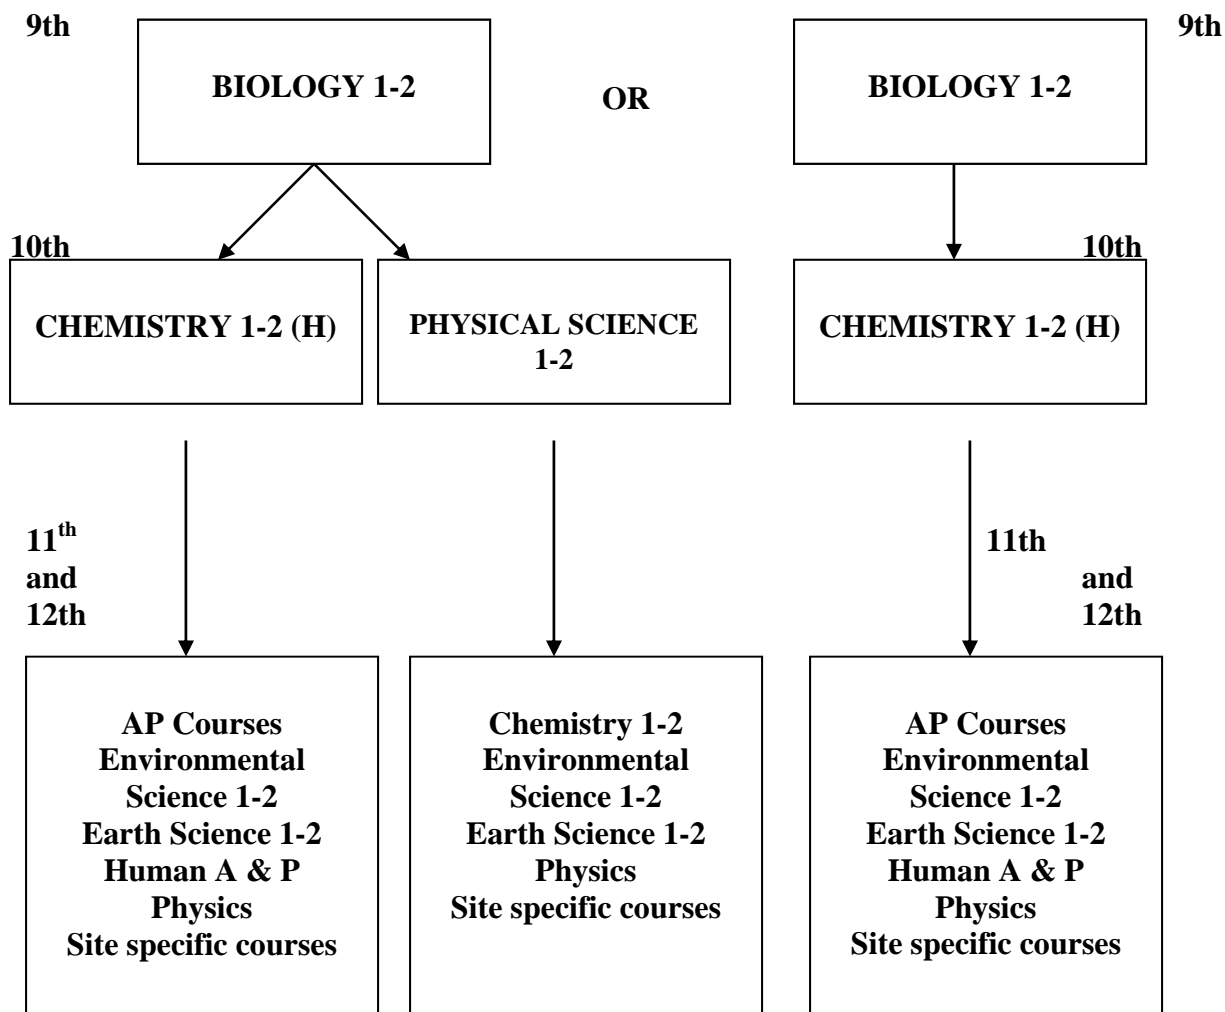 9th
BIOLOGY 1-2
OR
BIOLOGY 1-2
9th
10th
CHEMISTRY 1-2 (H)
PHYSICAL SCIENCE
1-2
10th
CHEMISTRY 1-2 (H)
11th
and
12th
11th
and
12th
AP Courses
Environmental
Science 1-2
Earth Science 1-2
Human A & P
Physics
Site specific courses
Chemistry 1-2
Environmental
Science 1-2
Earth Science 1-2
Physics
Site specific courses
AP Courses
Environmental
Science 1-2
Earth Science 1-2
Human A & P
Physics
Site specific courses